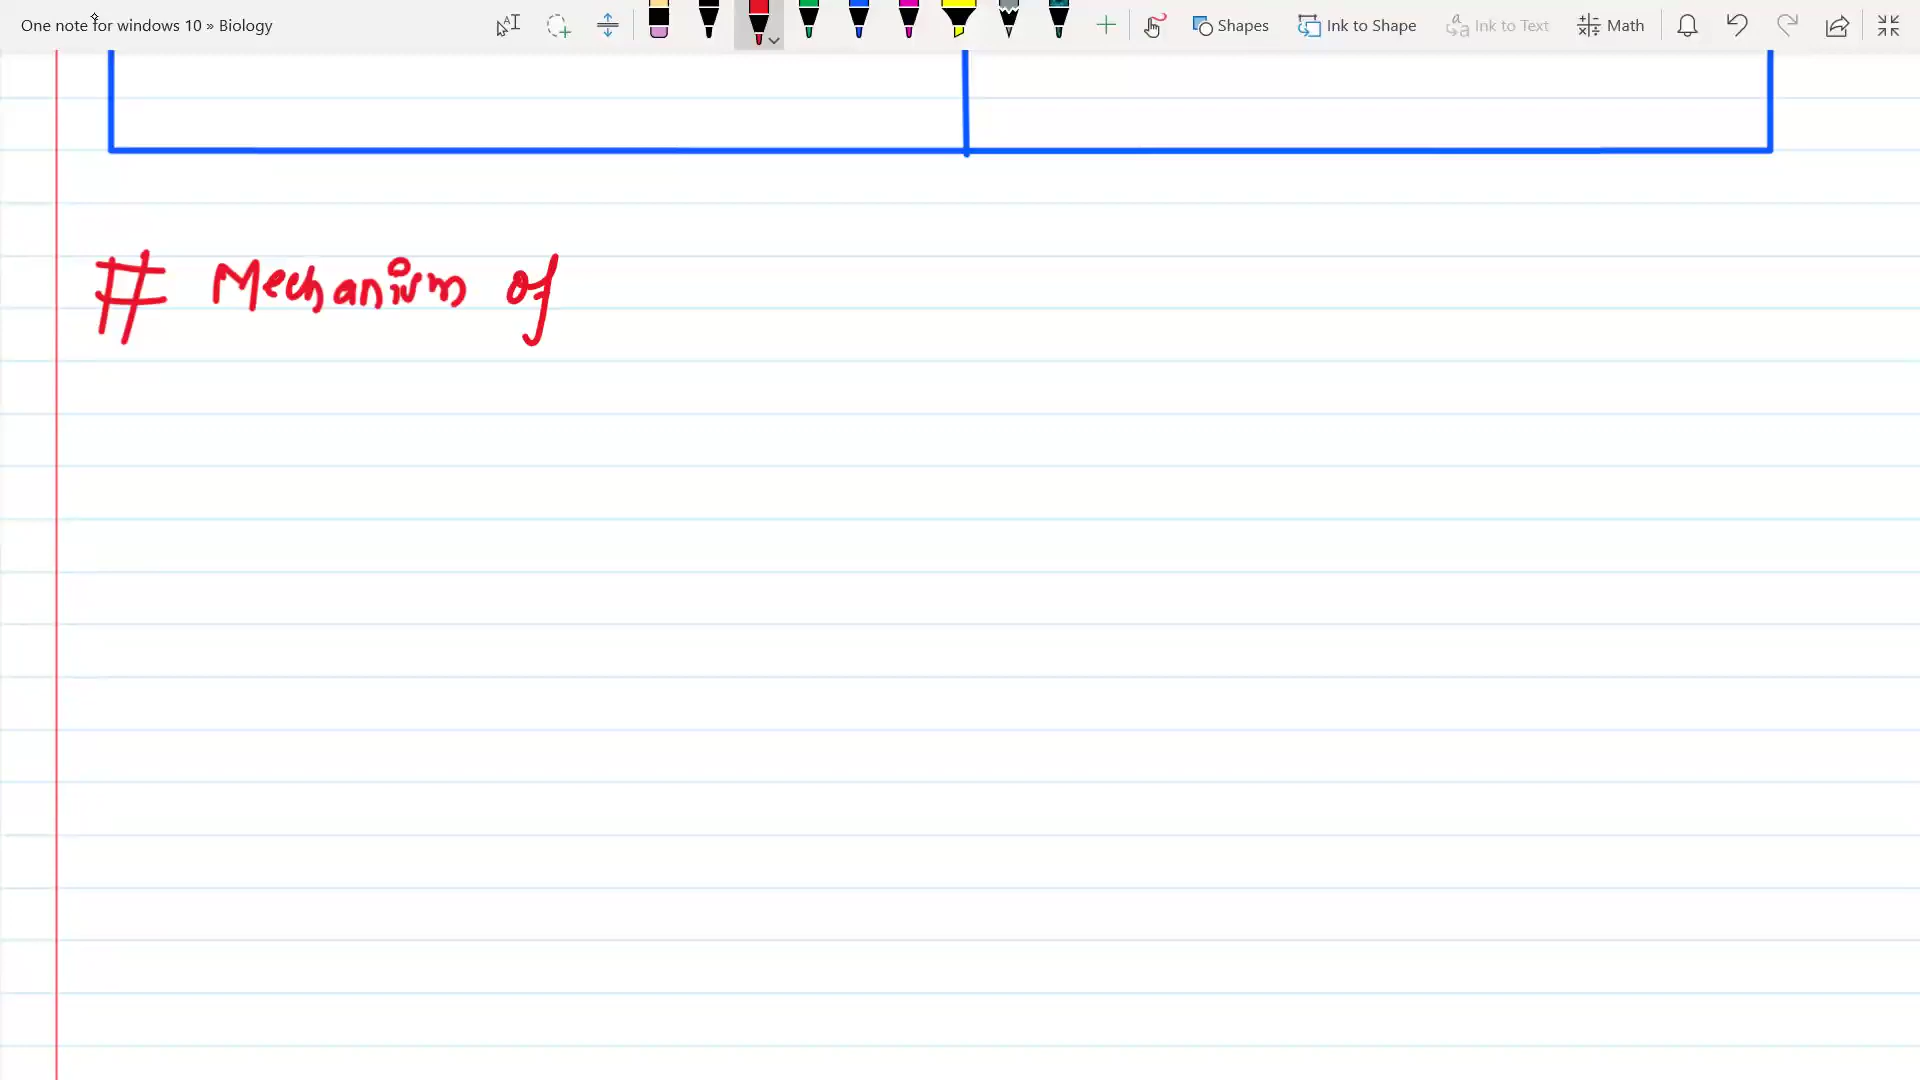 One note for windows 10 » Biology
Shapes
Ink to Shape
Ink to Text
Math
# Mechanism of